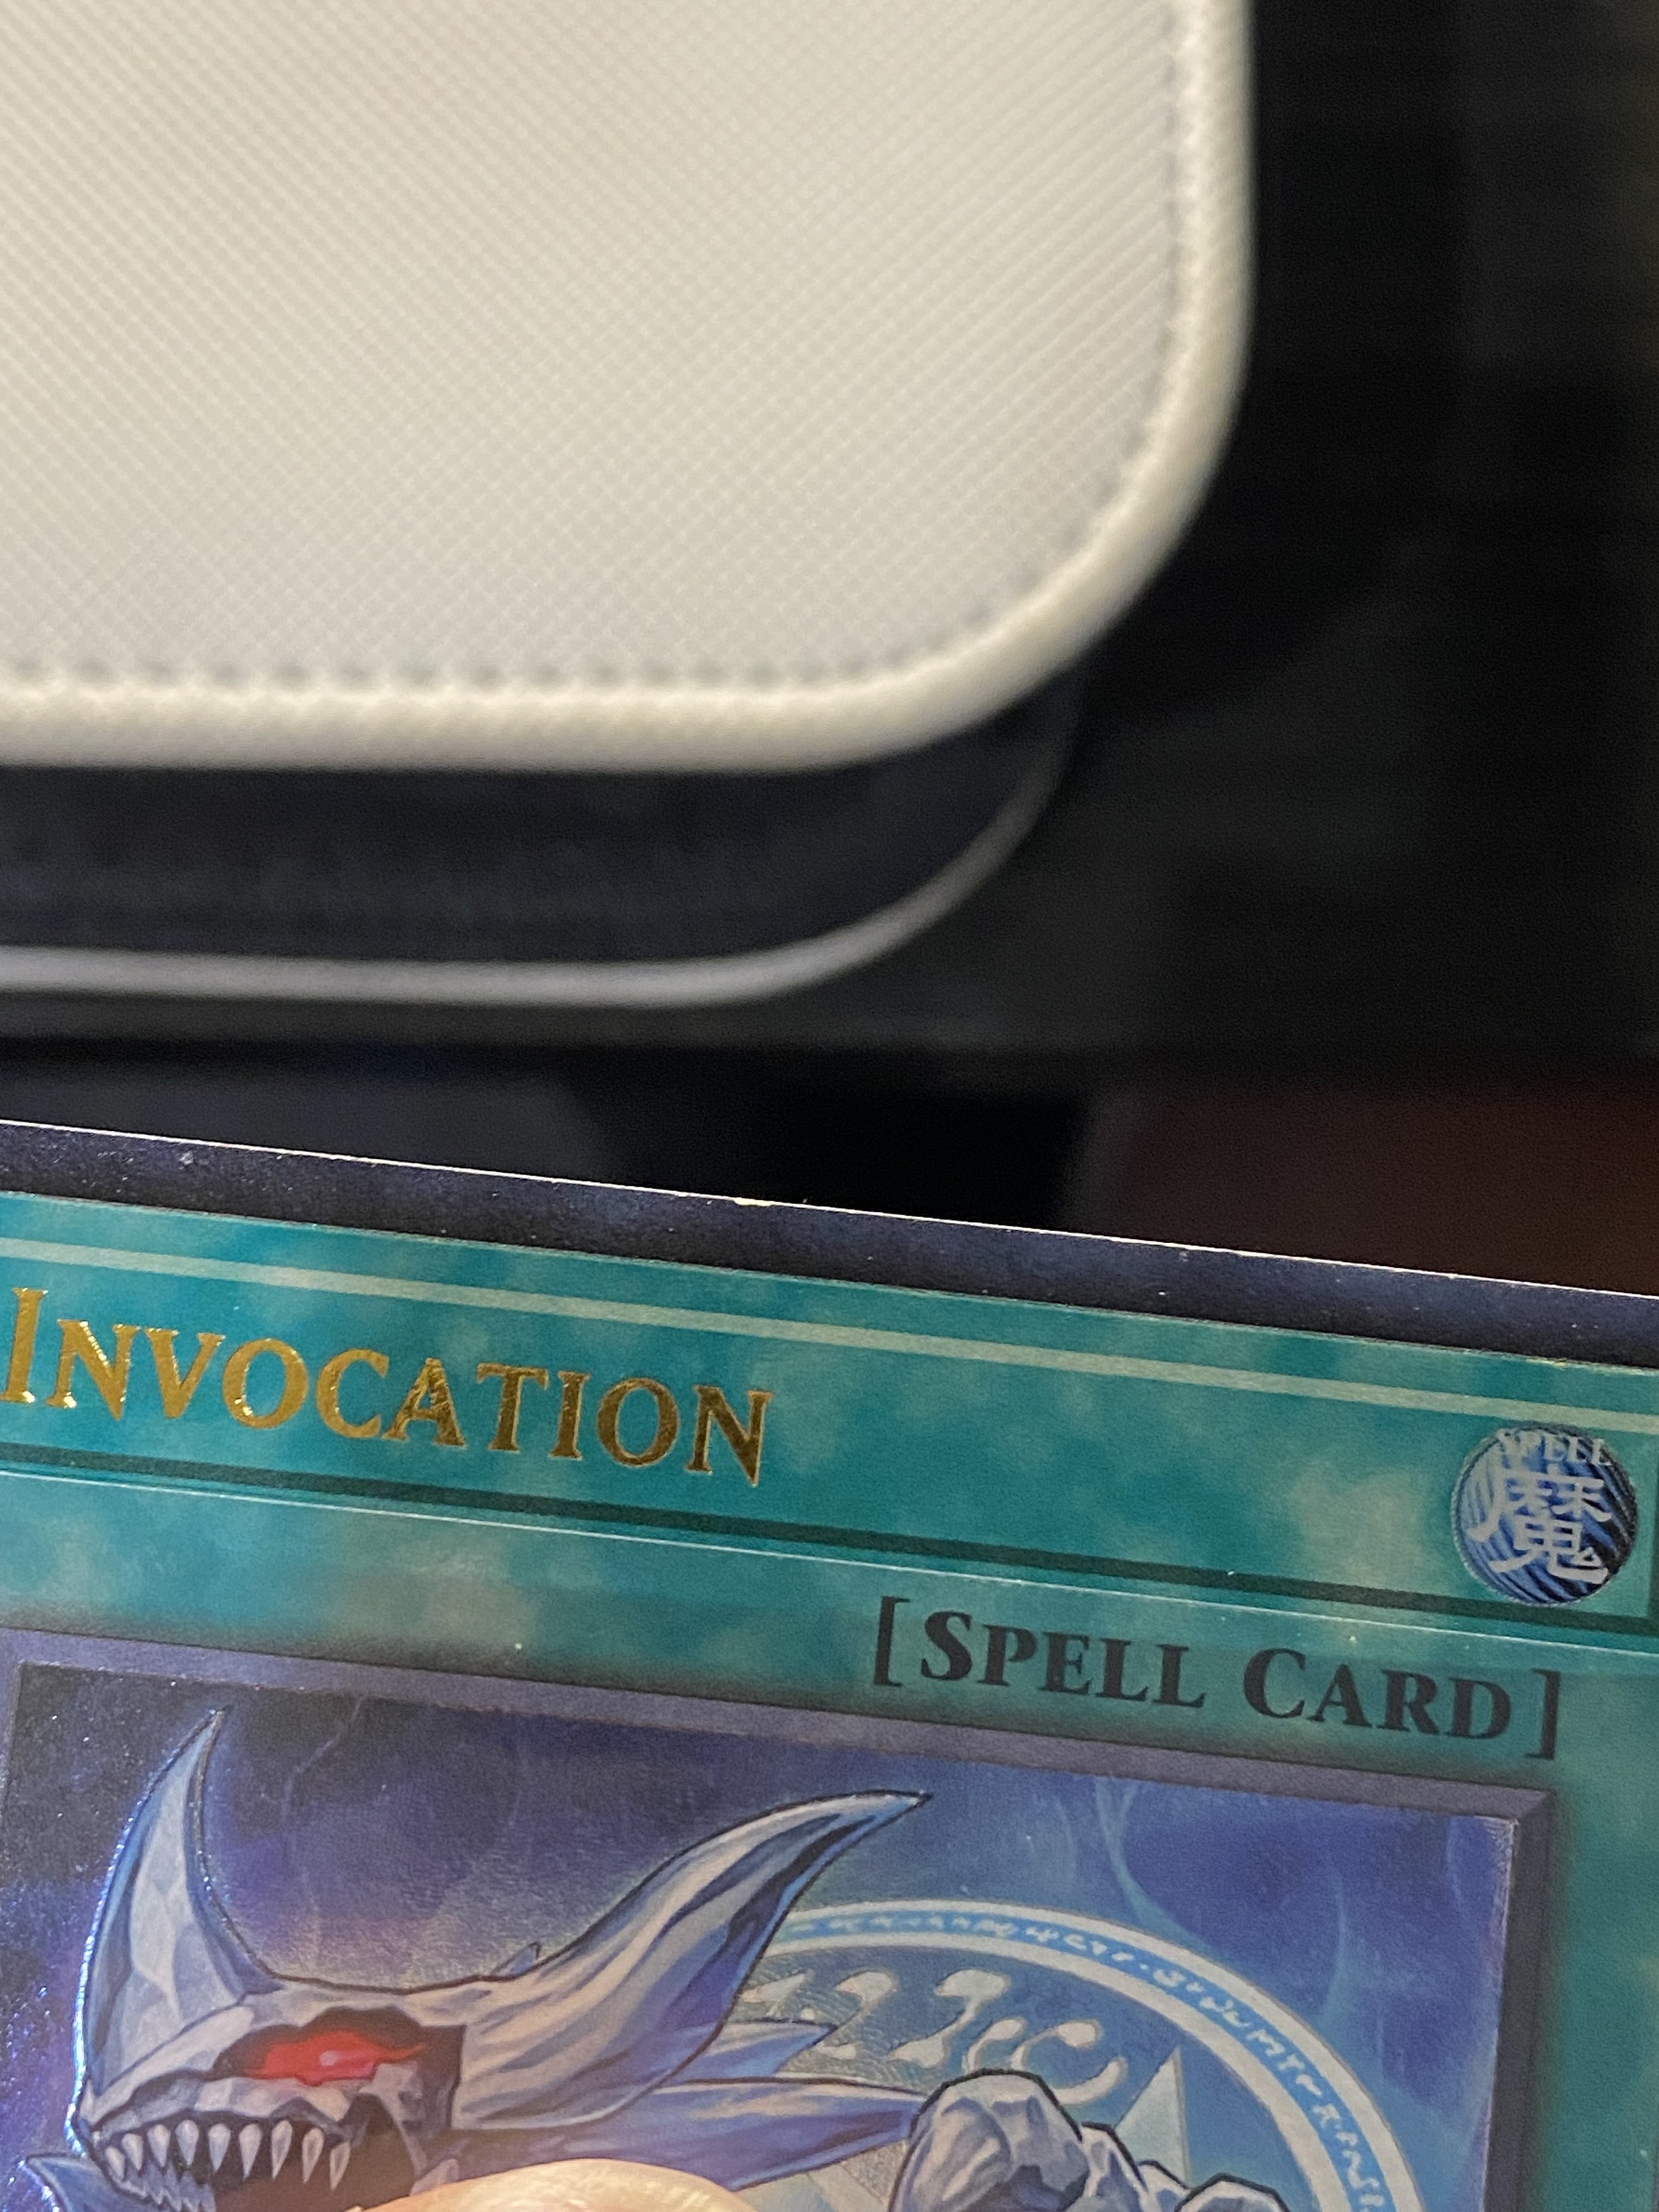 INVOCATION
SPELL
魔
[SPELL CARD]